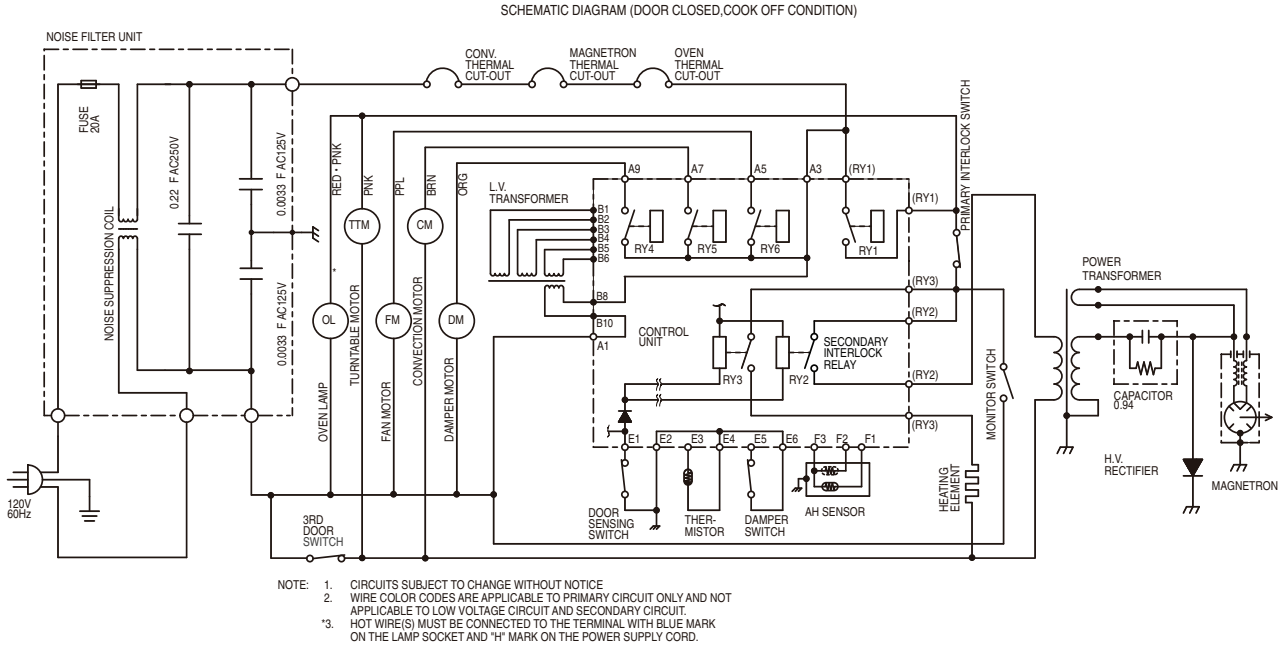 SCHEMATIC DIAGRAM (DOOR CLOSED,COOK OFF CONDITION)
NOISE FILTER UNIT
CONV.
THERMAL
CUT-OUT
MAGNETRON
THERMAL
CUT-OUT
OVEN
THERMAL
CUT-OUT
FUSE
20A
NOISE SUPPRESSION COIL
0.22 F AC250V
0.0033 F AC125V
0.0033 F AC125V
RED • PNK
PNK
PPL
BRN
ORG
TTM
CM
*
OL
FM
DM
OVEN LAMP
TURNTABLE MOTOR
FAN MOTOR
CONVECTION MOTOR
DAMPER MOTOR
L.V.
TRANSFORMER
B1
B2
B3
B4
B5
B6
B8
B10
A1
A9
A7
A5
A3
(RY1)
(RY1)
RY4
RY5
RY6
RY1
PRIMARY INTERLOCK SWITCH
(RY3)
(RY2)
(RY2)
(RY3)
CONTROL
UNIT
RY3
RY2
SECONDARY
INTERLOCK
RELAY
MONITOR SWITCH
E1
E2
E3
E4
E5
E6
F3
F2
F1
DOOR
SENSING
SWITCH
THER-
MISTOR
DAMPER
SWITCH
AH SENSOR
HEATING
ELEMENT
POWER
TRANSFORMER
CAPACITOR
0.94
H.V.
RECTIFIER
MAGNETRON
120V
60Hz
3RD
DOOR
SWITCH
NOTE: 1. CIRCUITS SUBJECT TO CHANGE WITHOUT NOTICE
2. WIRE COLOR CODES ARE APPLICABLE TO PRIMARY CIRCUIT ONLY AND NOT
APPLICABLE TO LOW VOLTAGE CIRCUIT AND SECONDARY CIRCUIT.
*3. HOT WIRE(S) MUST BE CONNECTED TO THE TERMINAL WITH BLUE MARK
ON THE LAMP SOCKET AND "H" MARK ON THE POWER SUPPLY CORD.